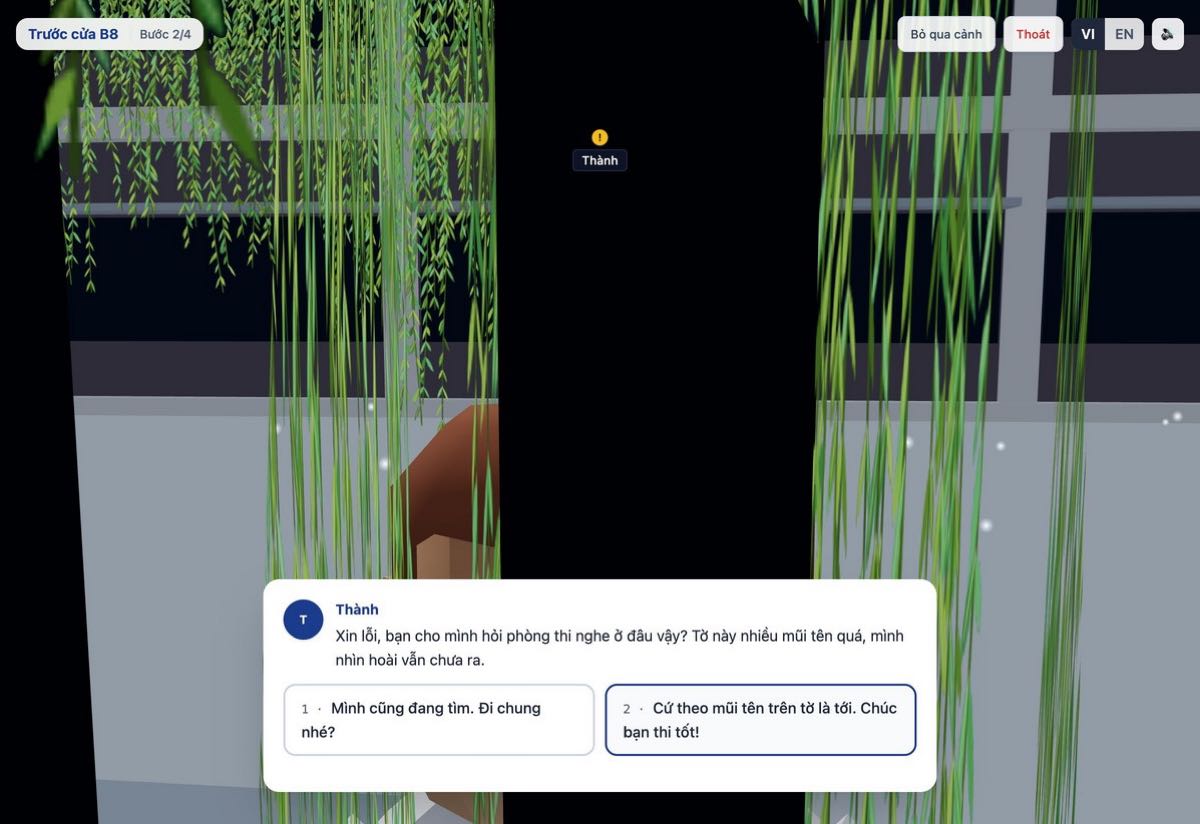 Trước cửa B8 Bước 2/4
Bỏ qua cảnh
Thoát
VI EN
!
Thành
T
Thành
Xin lỗi, bạn cho mình hỏi phòng thi nghe ở đâu vậy? Tờ này nhiều mũi tên quá, mình
nhìn hoài vẫn chưa ra.
1 · Mình cũng đang tìm. Đi chung
nhé?
2 · Cứ theo mũi tên trên tờ là tới. Chúc
bạn thi tốt!